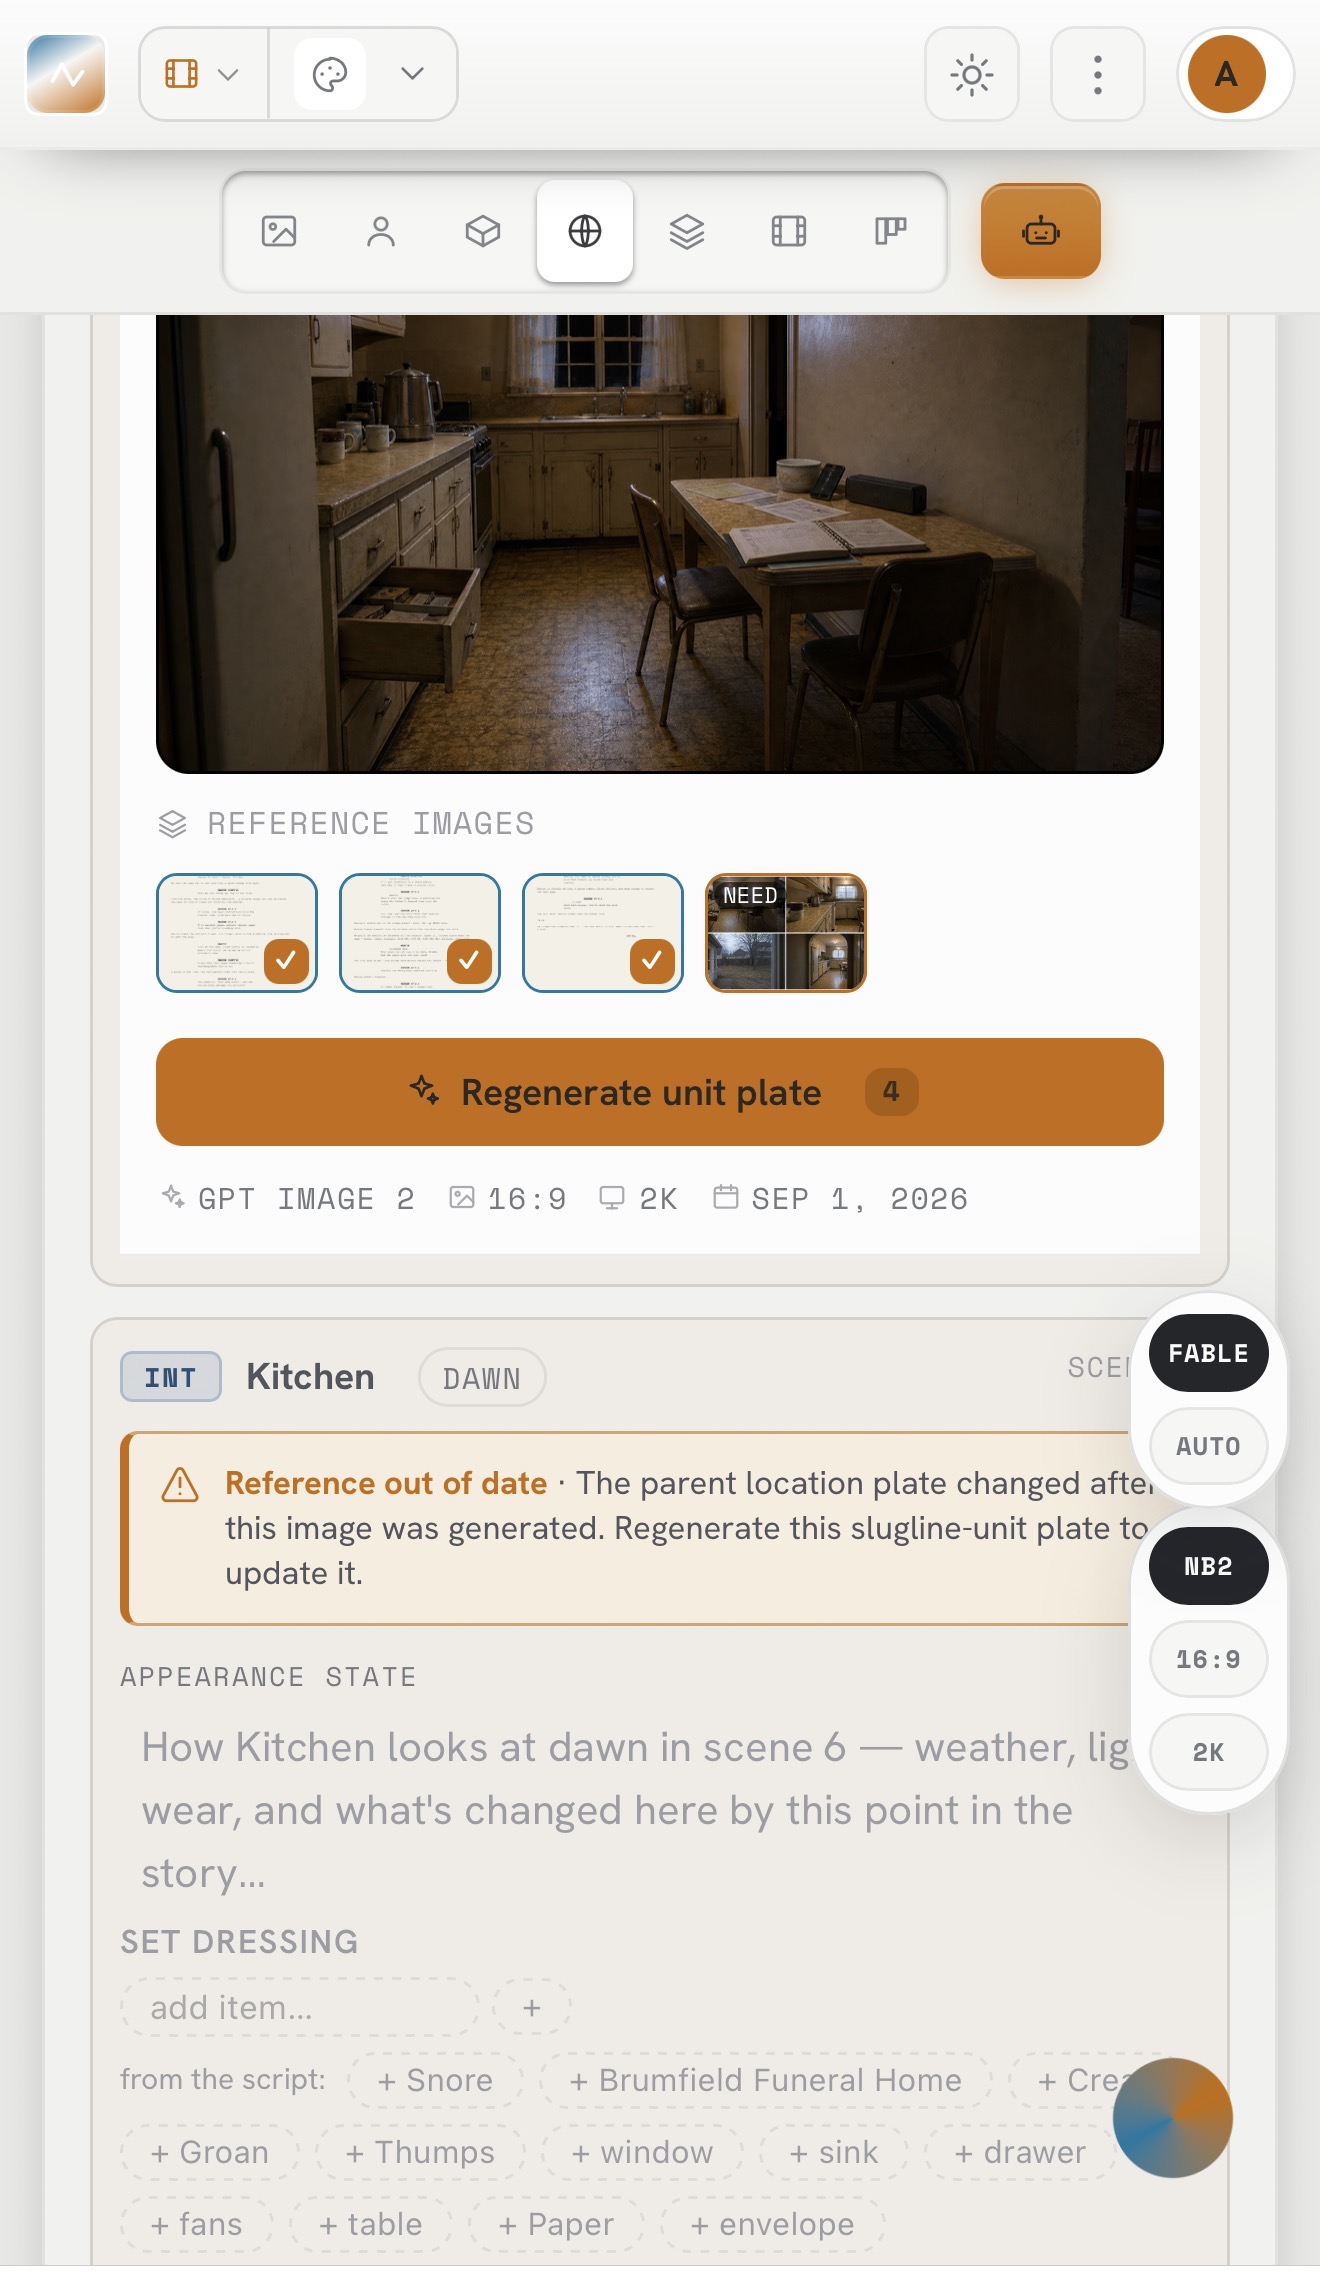 A
REFERENCE IMAGES
NEED
Regenerate unit plate 4
GPT IMAGE 2 16:9 2K SEP 1, 2026
INT Kitchen DAWN
FABLE
AUTO
Reference out of date · The parent location plate changed after
this image was generated. Regenerate this slugline-unit plate to
update it.
NB2
16:9
2K
APPEARANCE STATE
How Kitchen looks at dawn in scene 6 — weather,
wear, and what's changed here by this point in the
story...
SET DRESSING
add item... +
from the script: + Snore + Brumfield Funeral Home +
+ Groan + Thumps + window + sink + drawer
+ fans + table + Paper + envelope